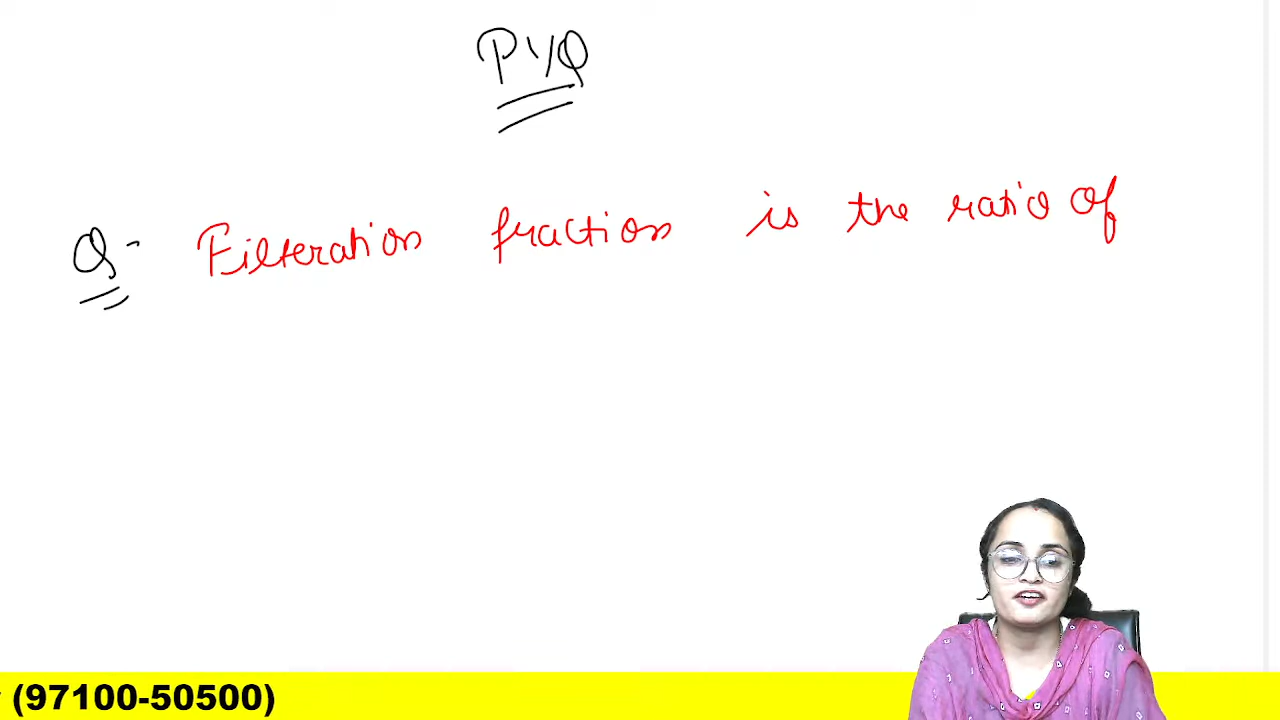 PYQ
Q- Filteration fraction is the ratio of
(97100-50500)